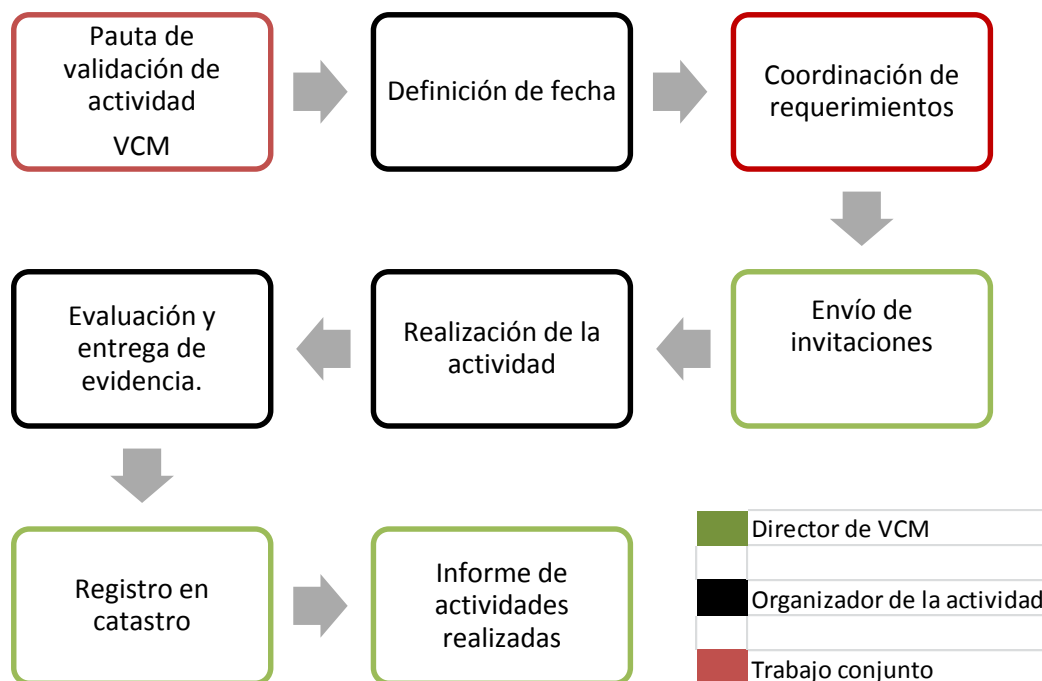 Pauta de
validación de
actividad
VCM
Definición de fecha
Coordinación de
requerimientos
Envío de
invitaciones
Realización de la
actividad
Evaluación y
entrega de
evidencia.
Registro en
catastro
Informe de
actividades
realizadas
Director de VCM
Organizador de la actividad
Trabajo conjunto